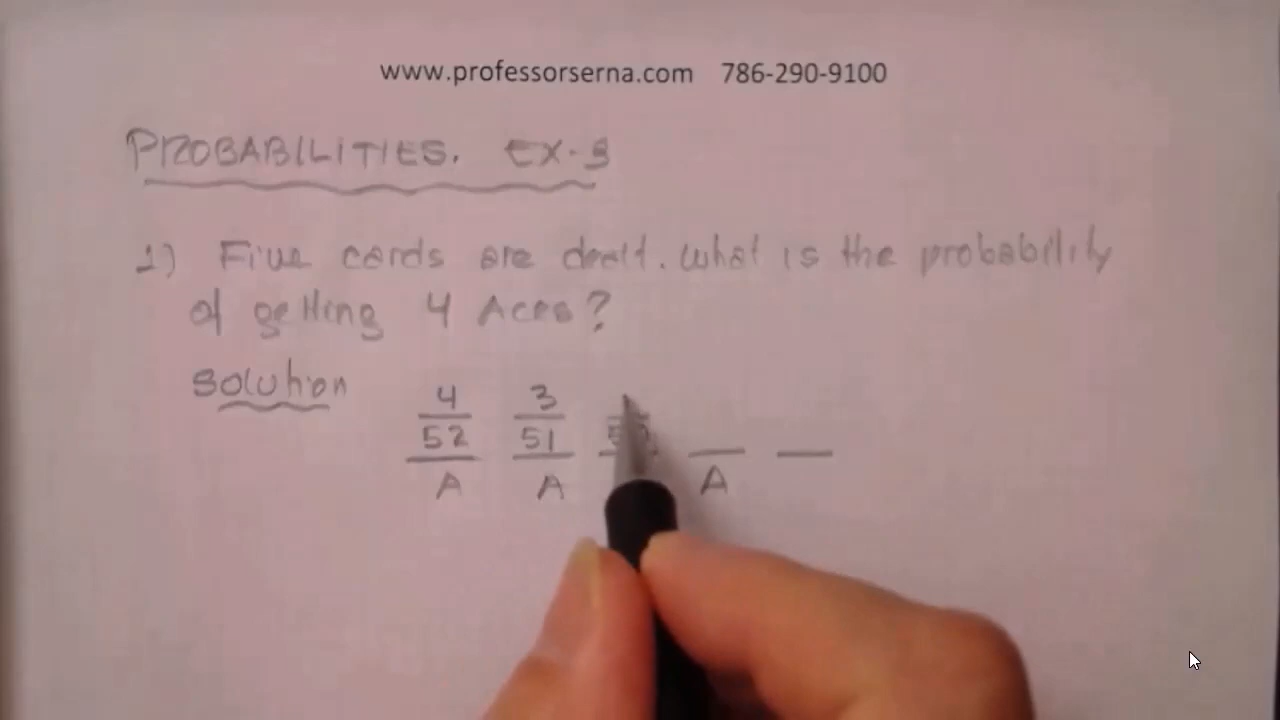 www.professorserna.com 786-290-9100
PROBABILITIES. EX-3
1) Five cards are dealt. What is the probability
of getting 4 Aces?
Solution
4 3
52 51
A A A